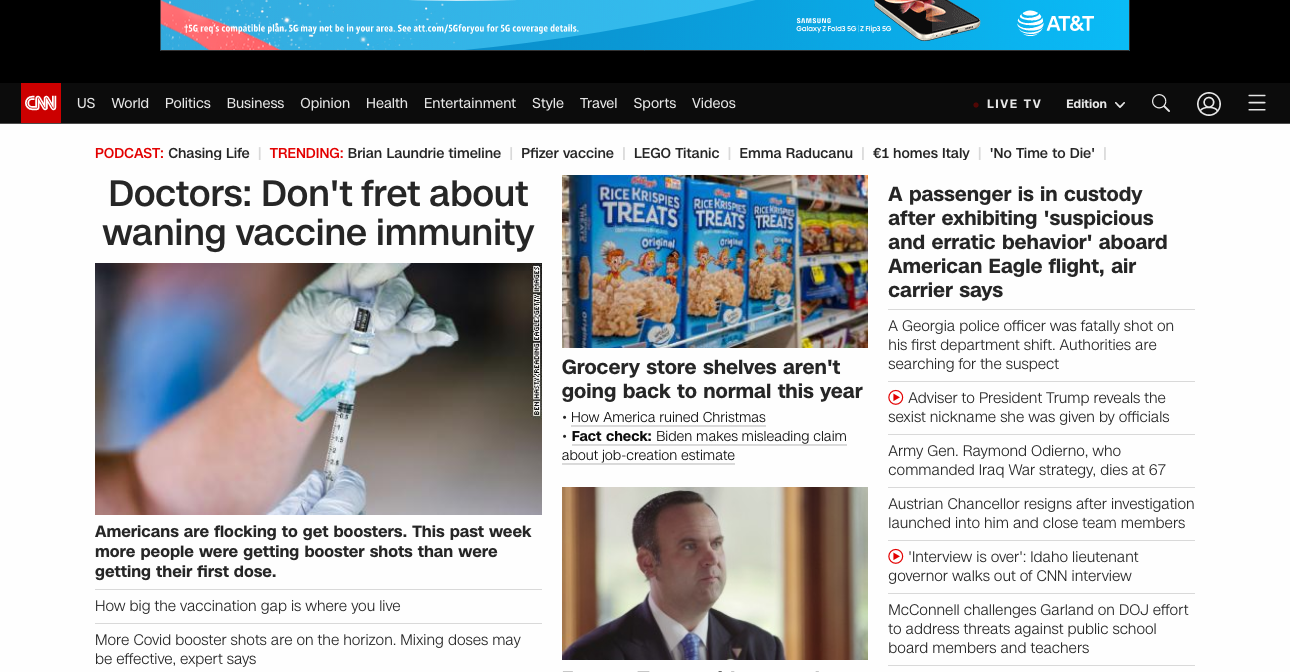 †5G req's compatible plan. 5G may not be in your area. See att.com/5Gforyou for 5G coverage details.
SAMSUNG
Galaxy Z Fold3 5G | Z Flip3 5G
AT&T
CNN
US World Politics Business Opinion Health Entertainment Style Travel Sports Videos
LIVE TV
Edition
PODCAST: Chasing Life | TRENDING: Brian Laundrie timeline | Pfizer vaccine | LEGO Titanic | Emma Raducanu | €1 homes Italy | 'No Time to Die' |
Doctors: Don't fret about
waning vaccine immunity
BEN HASTY/READING EAGLE/GETTY IMAGES
Americans are flocking to get boosters. This past week
more people were getting booster shots than were
getting their first dose.
How big the vaccination gap is where you live
More Covid booster shots are on the horizon. Mixing doses may
be effective, expert says
Kellogg's
RICE KRISPIES
TREATS
Original
RICE KRISPIES
TREATS
Original
RICE KRISPIES
TREATS
Original
Grocery store shelves aren't
going back to normal this year
• How America ruined Christmas
• Fact check: Biden makes misleading claim
about job-creation estimate
A passenger is in custody
after exhibiting 'suspicious
and erratic behavior' aboard
American Eagle flight, air
carrier says
A Georgia police officer was fatally shot on
his first department shift. Authorities are
searching for the suspect
Adviser to President Trump reveals the
sexist nickname she was given by officials
Army Gen. Raymond Odierno, who
commanded Iraq War strategy, dies at 67
Austrian Chancellor resigns after investigation
launched into him and close team members
'Interview is over': Idaho lieutenant
governor walks out of CNN interview
McConnell challenges Garland on DOJ effort
to address threats against public school
board members and teachers